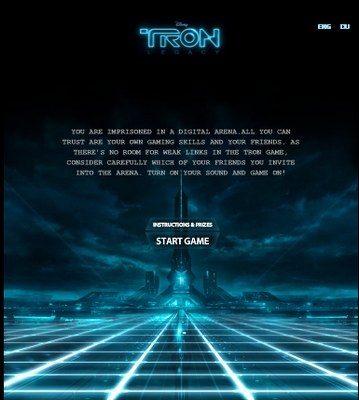 Disney
TRON
LEGACY
ENG DU
YOU ARE IMPRISONED IN A DIGITAL ARENA.ALL YOU CAN
TRUST ARE YOUR OWN GAMING SKILLS AND YOUR FRIENDS. AS
THERE'S NO ROOM FOR WEAK LINKS IN THE TRON GAME,
CONSIDER CAREFULLY WHICH OF YOUR FRIENDS YOU INVITE
INTO THE ARENA. TURN ON YOUR SOUND AND GAME ON!
INSTRUCTIONS & PRIZES
START GAME